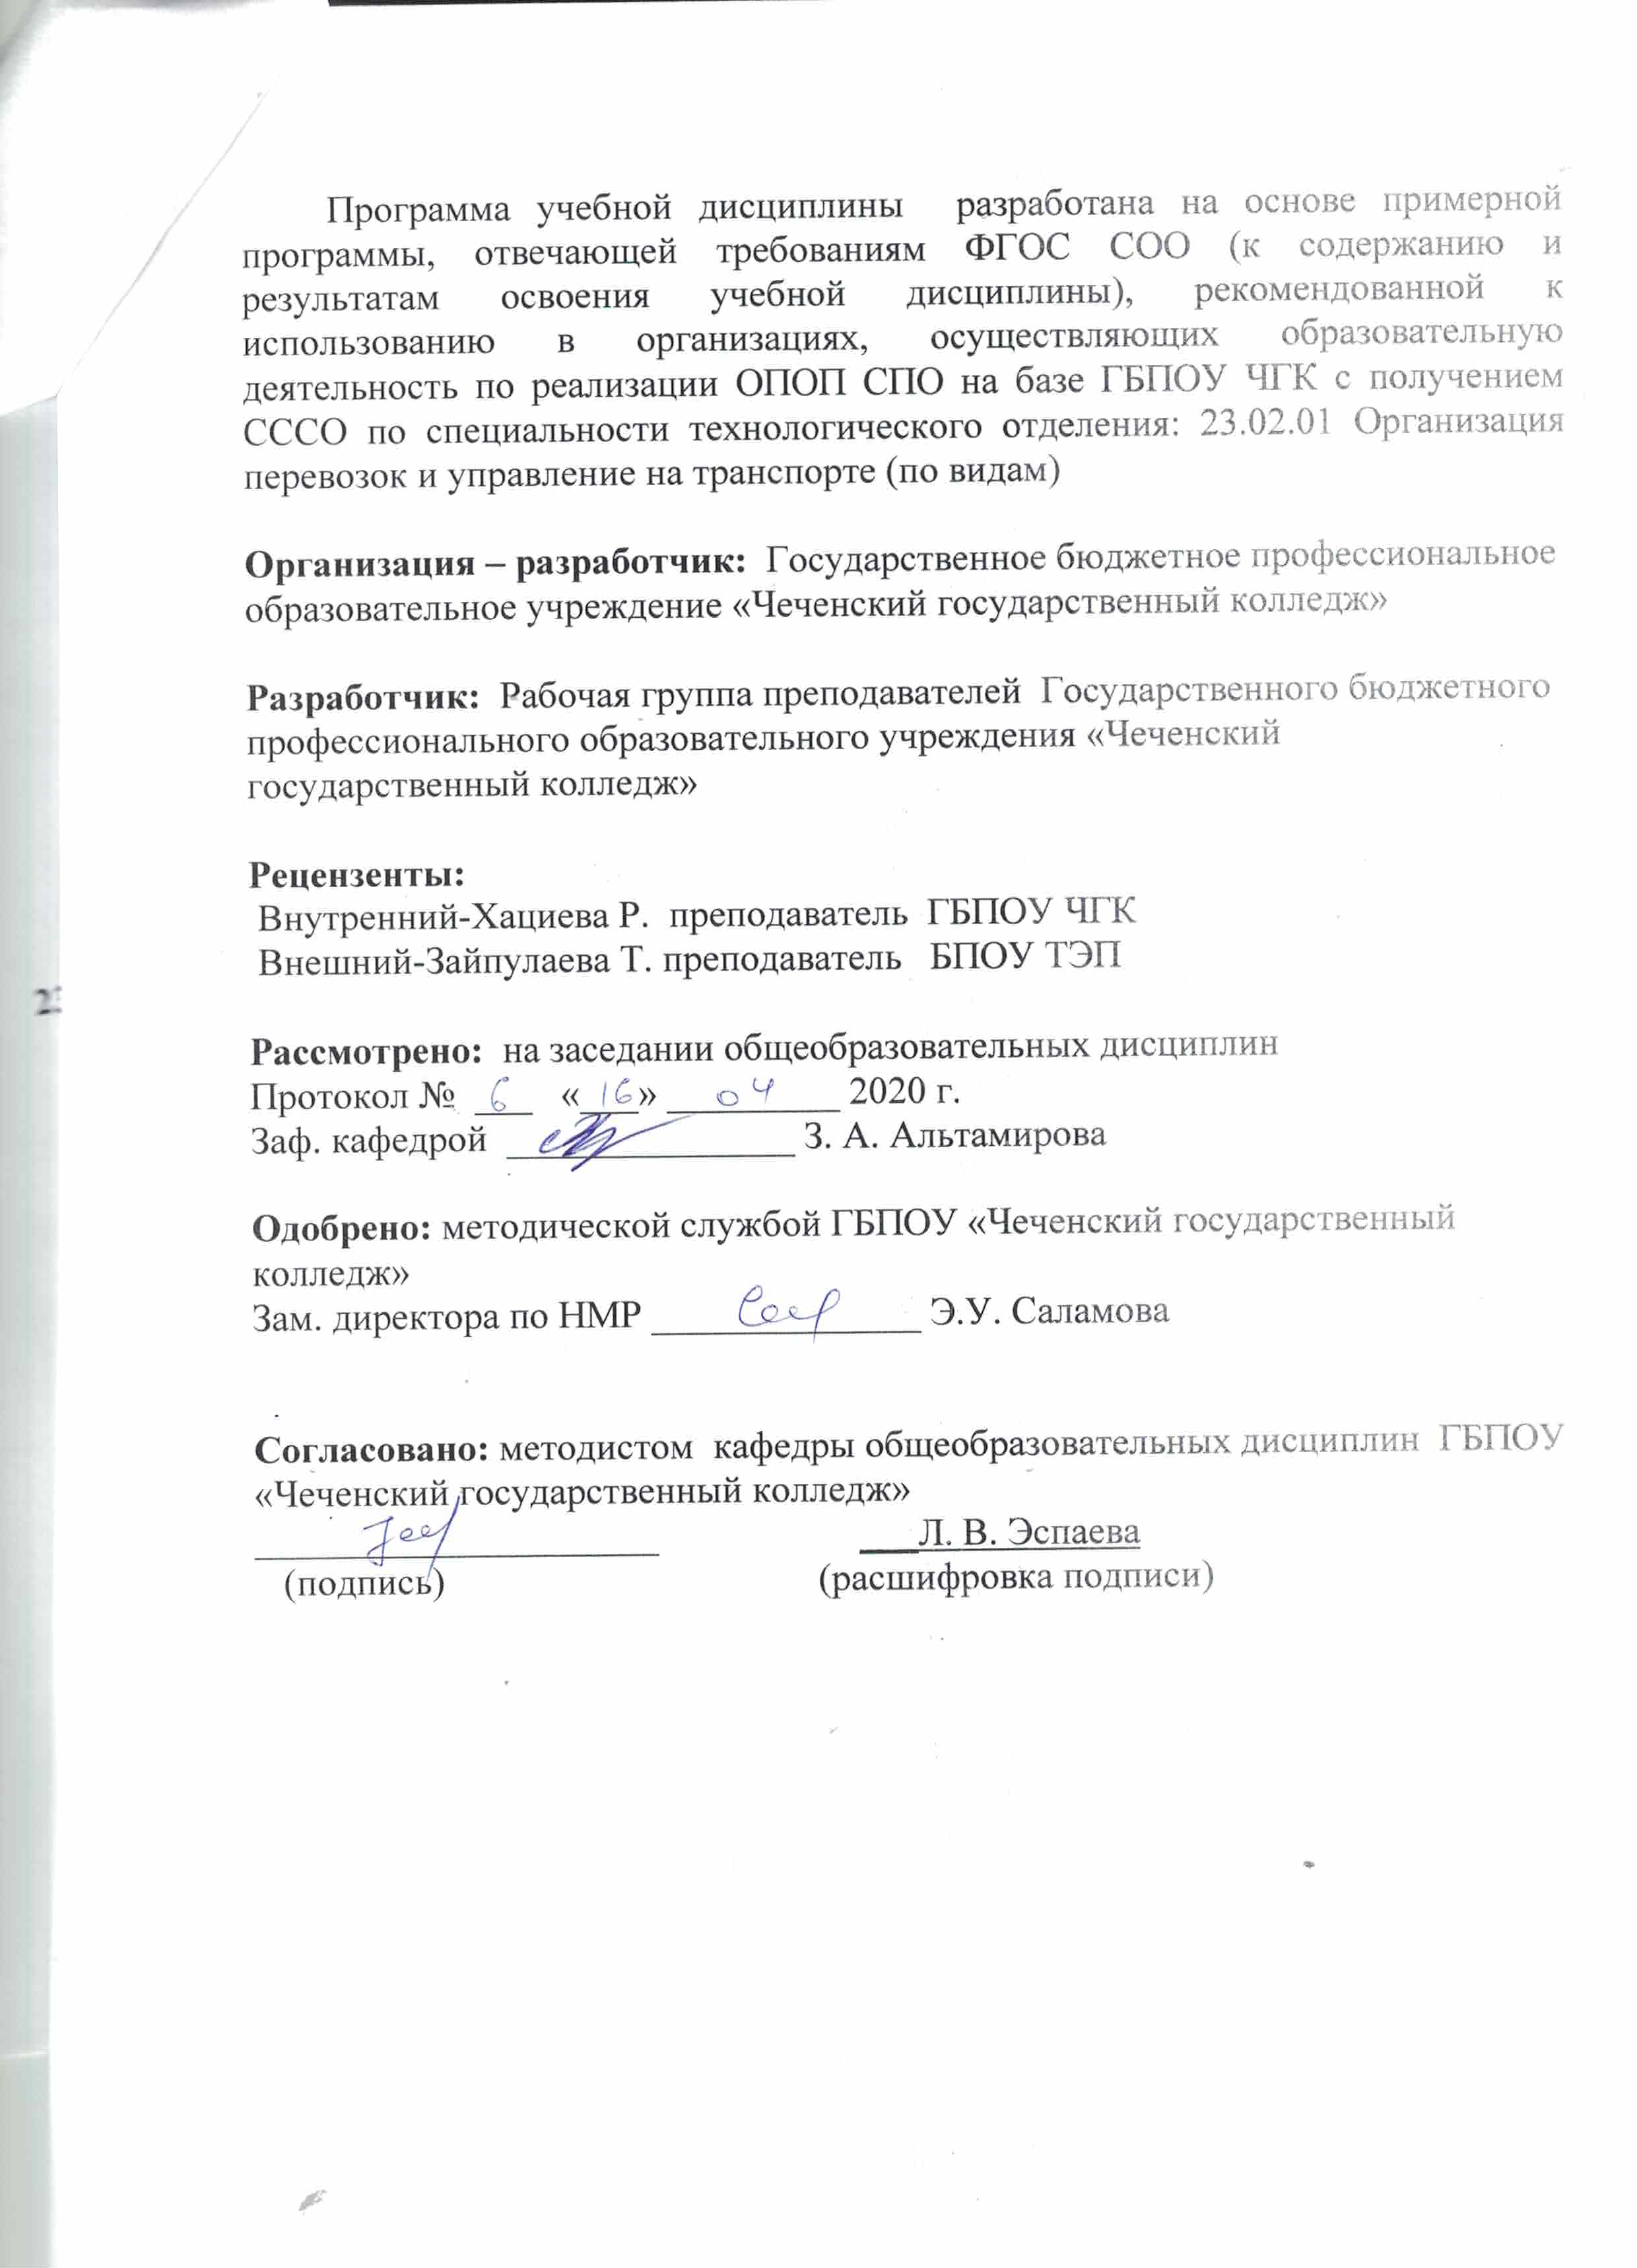 Программа учебной дисциплины разработана на основе примерной
программы, отвечающей требованиям ФГОС СОО (к содержанию и
результатам освоения учебной дисциплины), рекомендованной к
использованию в организациях, осуществляющих образовательную
деятельность по реализации ОПОП СПО на базе ГБПОУ ЧГК с получением
СССО по специальности технологического отделения: 23.02.01 Организация
перевозок и управление на транспорте (по видам)
Организация – разработчик: Государственное бюджетное профессиональное
образовательное учреждение «Чеченский государственный колледж»
Разработчик: Рабочая группа преподавателей Государственного бюджетного
профессионального образовательного учреждения «Чеченский
государственный колледж»
Рецензенты:
Внутренний-Хациева Р. преподаватель ГБПОУ ЧГК
Внешний-Зайпулаева Т. преподаватель БПОУ ТЭП
Рассмотрено: на заседании общеобразовательных дисциплин
Протокол № 6 «16» 04 2020 г.
Заф. кафедрой ________________ З. А. Альтамирова
Одобрено: методической службой ГБПОУ «Чеченский государственный
колледж»
Зам. директора по НМР _______________ Э.У. Саламова
Согласовано: методистом кафедры общеобразовательных дисциплин ГБПОУ
«Чеченский государственный колледж»
______________________ ___Л. В. Эспаева
(подпись) (расшифровка подписи)